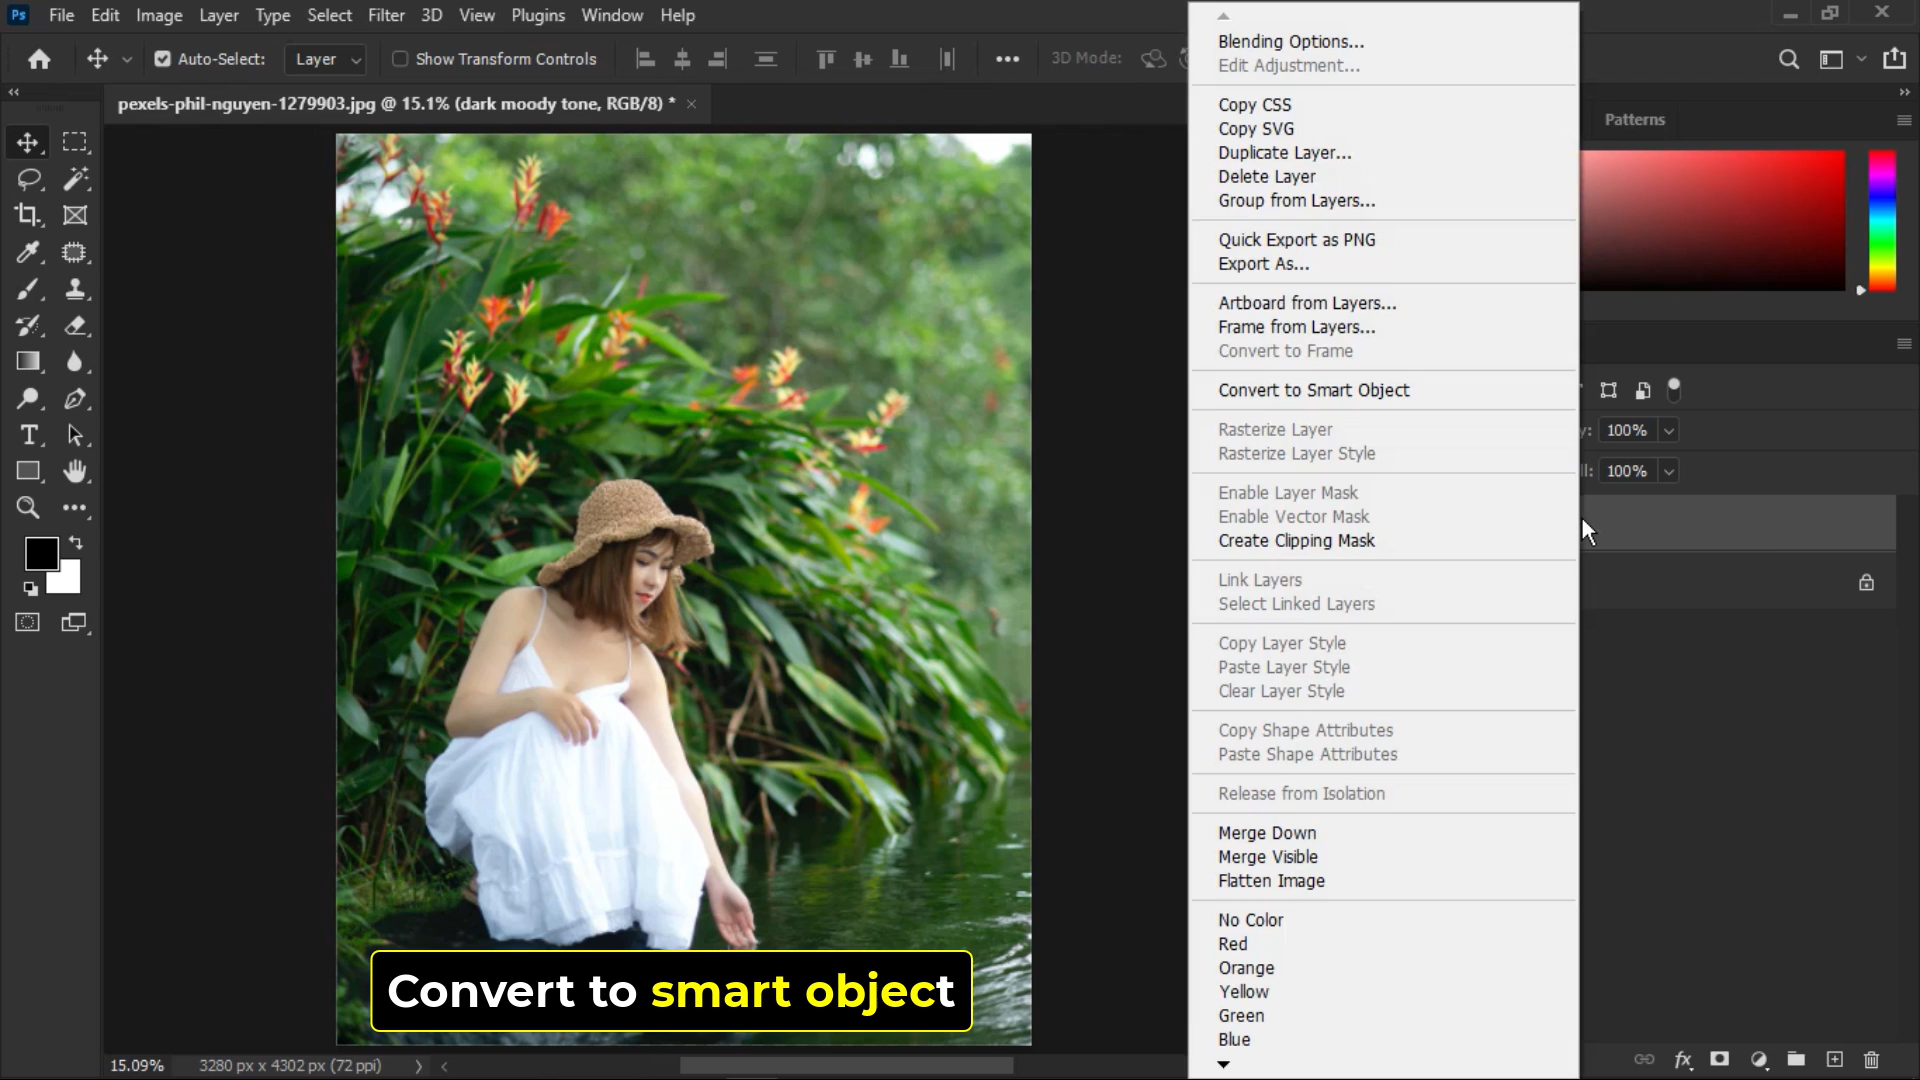 Ps File Edit Image Layer Type Select Filter 3D View Plugins Window Help
Auto-Select: Layer Show Transform Controls 3D Mode:
pexels-phil-nguyen-1279903.jpg @ 15.1% (dark moody tone, RGB/8) *
Patterns
Blending Options...
Edit Adjustment...
Copy CSS
Copy SVG
Duplicate Layer...
Delete Layer
Group from Layers...
Quick Export as PNG
Export As...
Artboard from Layers...
Frame from Layers...
Convert to Frame
Convert to Smart Object
Rasterize Layer
Rasterize Layer Style
Enable Layer Mask
Enable Vector Mask
Create Clipping Mask
Link Layers
Select Linked Layers
Copy Layer Style
Paste Layer Style
Clear Layer Style
Copy Shape Attributes
Paste Shape Attributes
Release from Isolation
Merge Down
Merge Visible
Flatten Image
No Color
Red
Orange
Yellow
Green
Blue
100%
100%
Convert to smart object
15.09% 3280 px x 4302 px (72 ppi)
fx